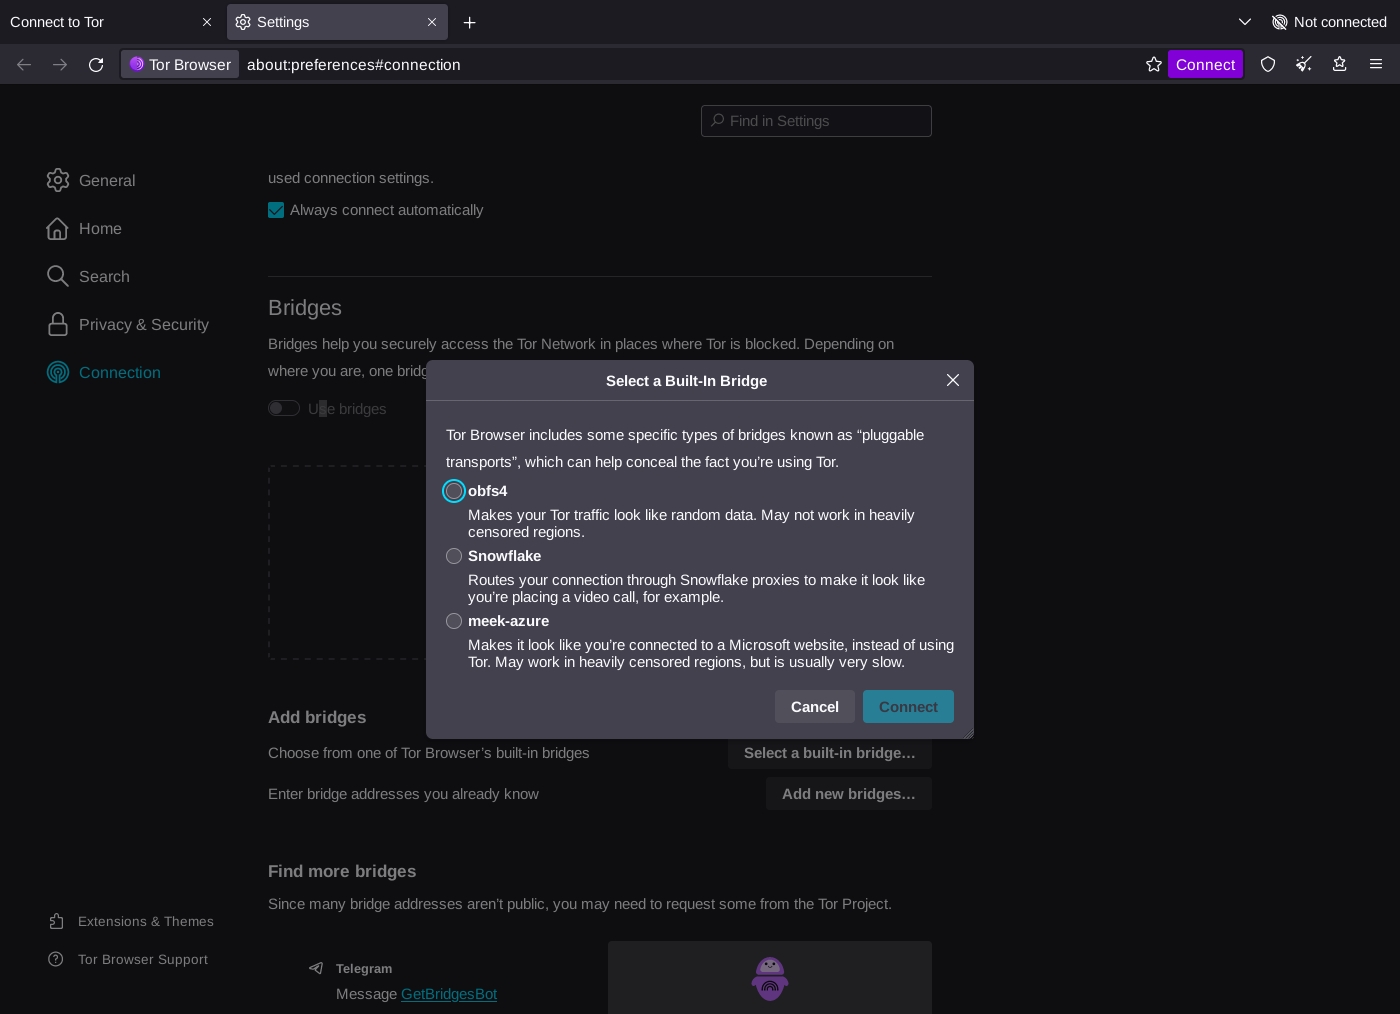 Connect to Tor
Settings
Not connected
Tor Browser
about:preferences#connection
Connect
Find in Settings
General
Home
Search
Privacy & Security
Connection
used connection settings.
Always connect automatically
Bridges
Bridges help you securely access the Tor Network in places where Tor is blocked. Depending on
where you are, one bridg
Use bridges
Select a Built-In Bridge
Tor Browser includes some specific types of bridges known as “pluggable
transports”, which can help conceal the fact you’re using Tor.
obfs4
Makes your Tor traffic look like random data. May not work in heavily
censored regions.
Snowflake
Routes your connection through Snowflake proxies to make it look like
you’re placing a video call, for example.
meek-azure
Makes it look like you’re connected to a Microsoft website, instead of using
Tor. May work in heavily censored regions, but is usually very slow.
Cancel
Connect
Add bridges
Choose from one of Tor Browser’s built-in bridges
Select a built-in bridge…
Enter bridge addresses you already know
Add new bridges…
Find more bridges
Since many bridge addresses aren’t public, you may need to request some from the Tor Project.
Extensions & Themes
Tor Browser Support
Telegram
Message GetBridgesBot